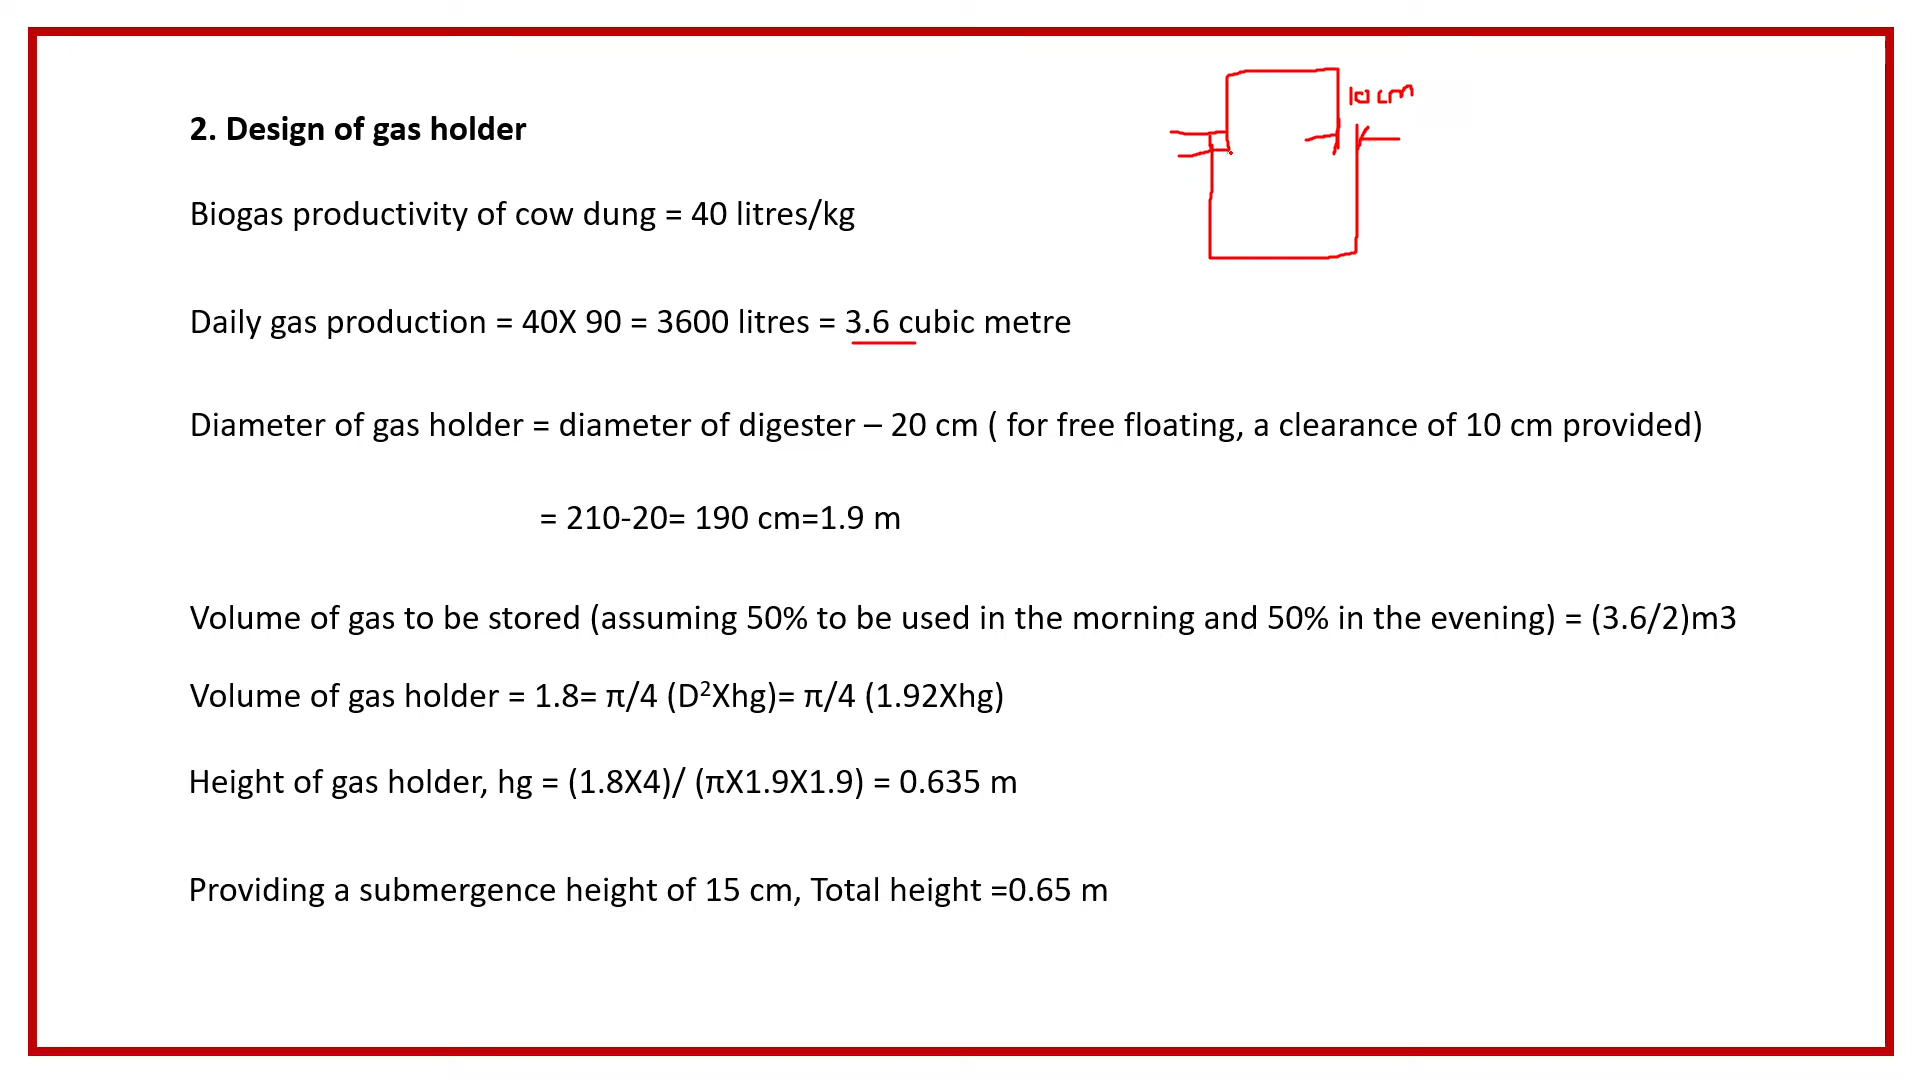 10 cm
2. Design of gas holder
Biogas productivity of cow dung = 40 litres/kg
Daily gas production = 40X 90 = 3600 litres = 3.6 cubic metre
Diameter of gas holder = diameter of digester – 20 cm ( for free floating, a clearance of 10 cm provided)
= 210-20= 190 cm=1.9 m
Volume of gas to be stored (assuming 50% to be used in the morning and 50% in the evening) = (3.6/2)m3
Volume of gas holder = 1.8= π/4 (D²Xhg)= π/4 (1.92Xhg)
Height of gas holder, hg = (1.8X4)/ (πX1.9X1.9) = 0.635 m
Providing a submergence height of 15 cm, Total height =0.65 m